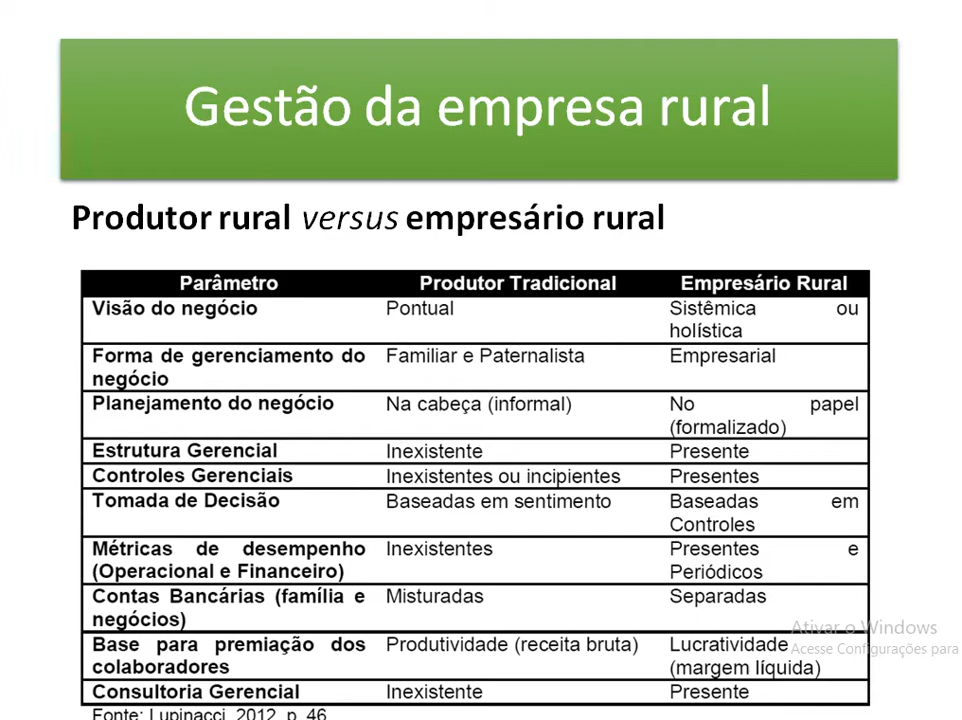 Gestão da empresa rural
Produtor rural versus empresário rural
Parâmetro Produtor Tradicional Empresário Rural
Visão do negócio Pontual Sistêmica ou
holística
Forma de gerenciamento do Familiar e Paternalista Empresarial
negócio
Planejamento do negócio Na cabeça (informal) No papel
(formalizado)
Estrutura Gerencial Inexistente Presente
Controles Gerenciais Inexistentes ou incipientes Presentes
Tomada de Decisão Baseadas em sentimento Baseadas em
Controles
Métricas de desempenho Inexistentes Presentes e
(Operacional e Financeiro) Periódicos
Contas Bancárias (família e Misturadas Separadas
negócios)
Base para premiação dos Produtividade (receita bruta) Lucratividade
colaboradores (margem líquida)
Consultoria Gerencial Inexistente Presente
Fonte: Lupinacci, 2012, p. 46
Ativar o Windows
Acesse Configurações para